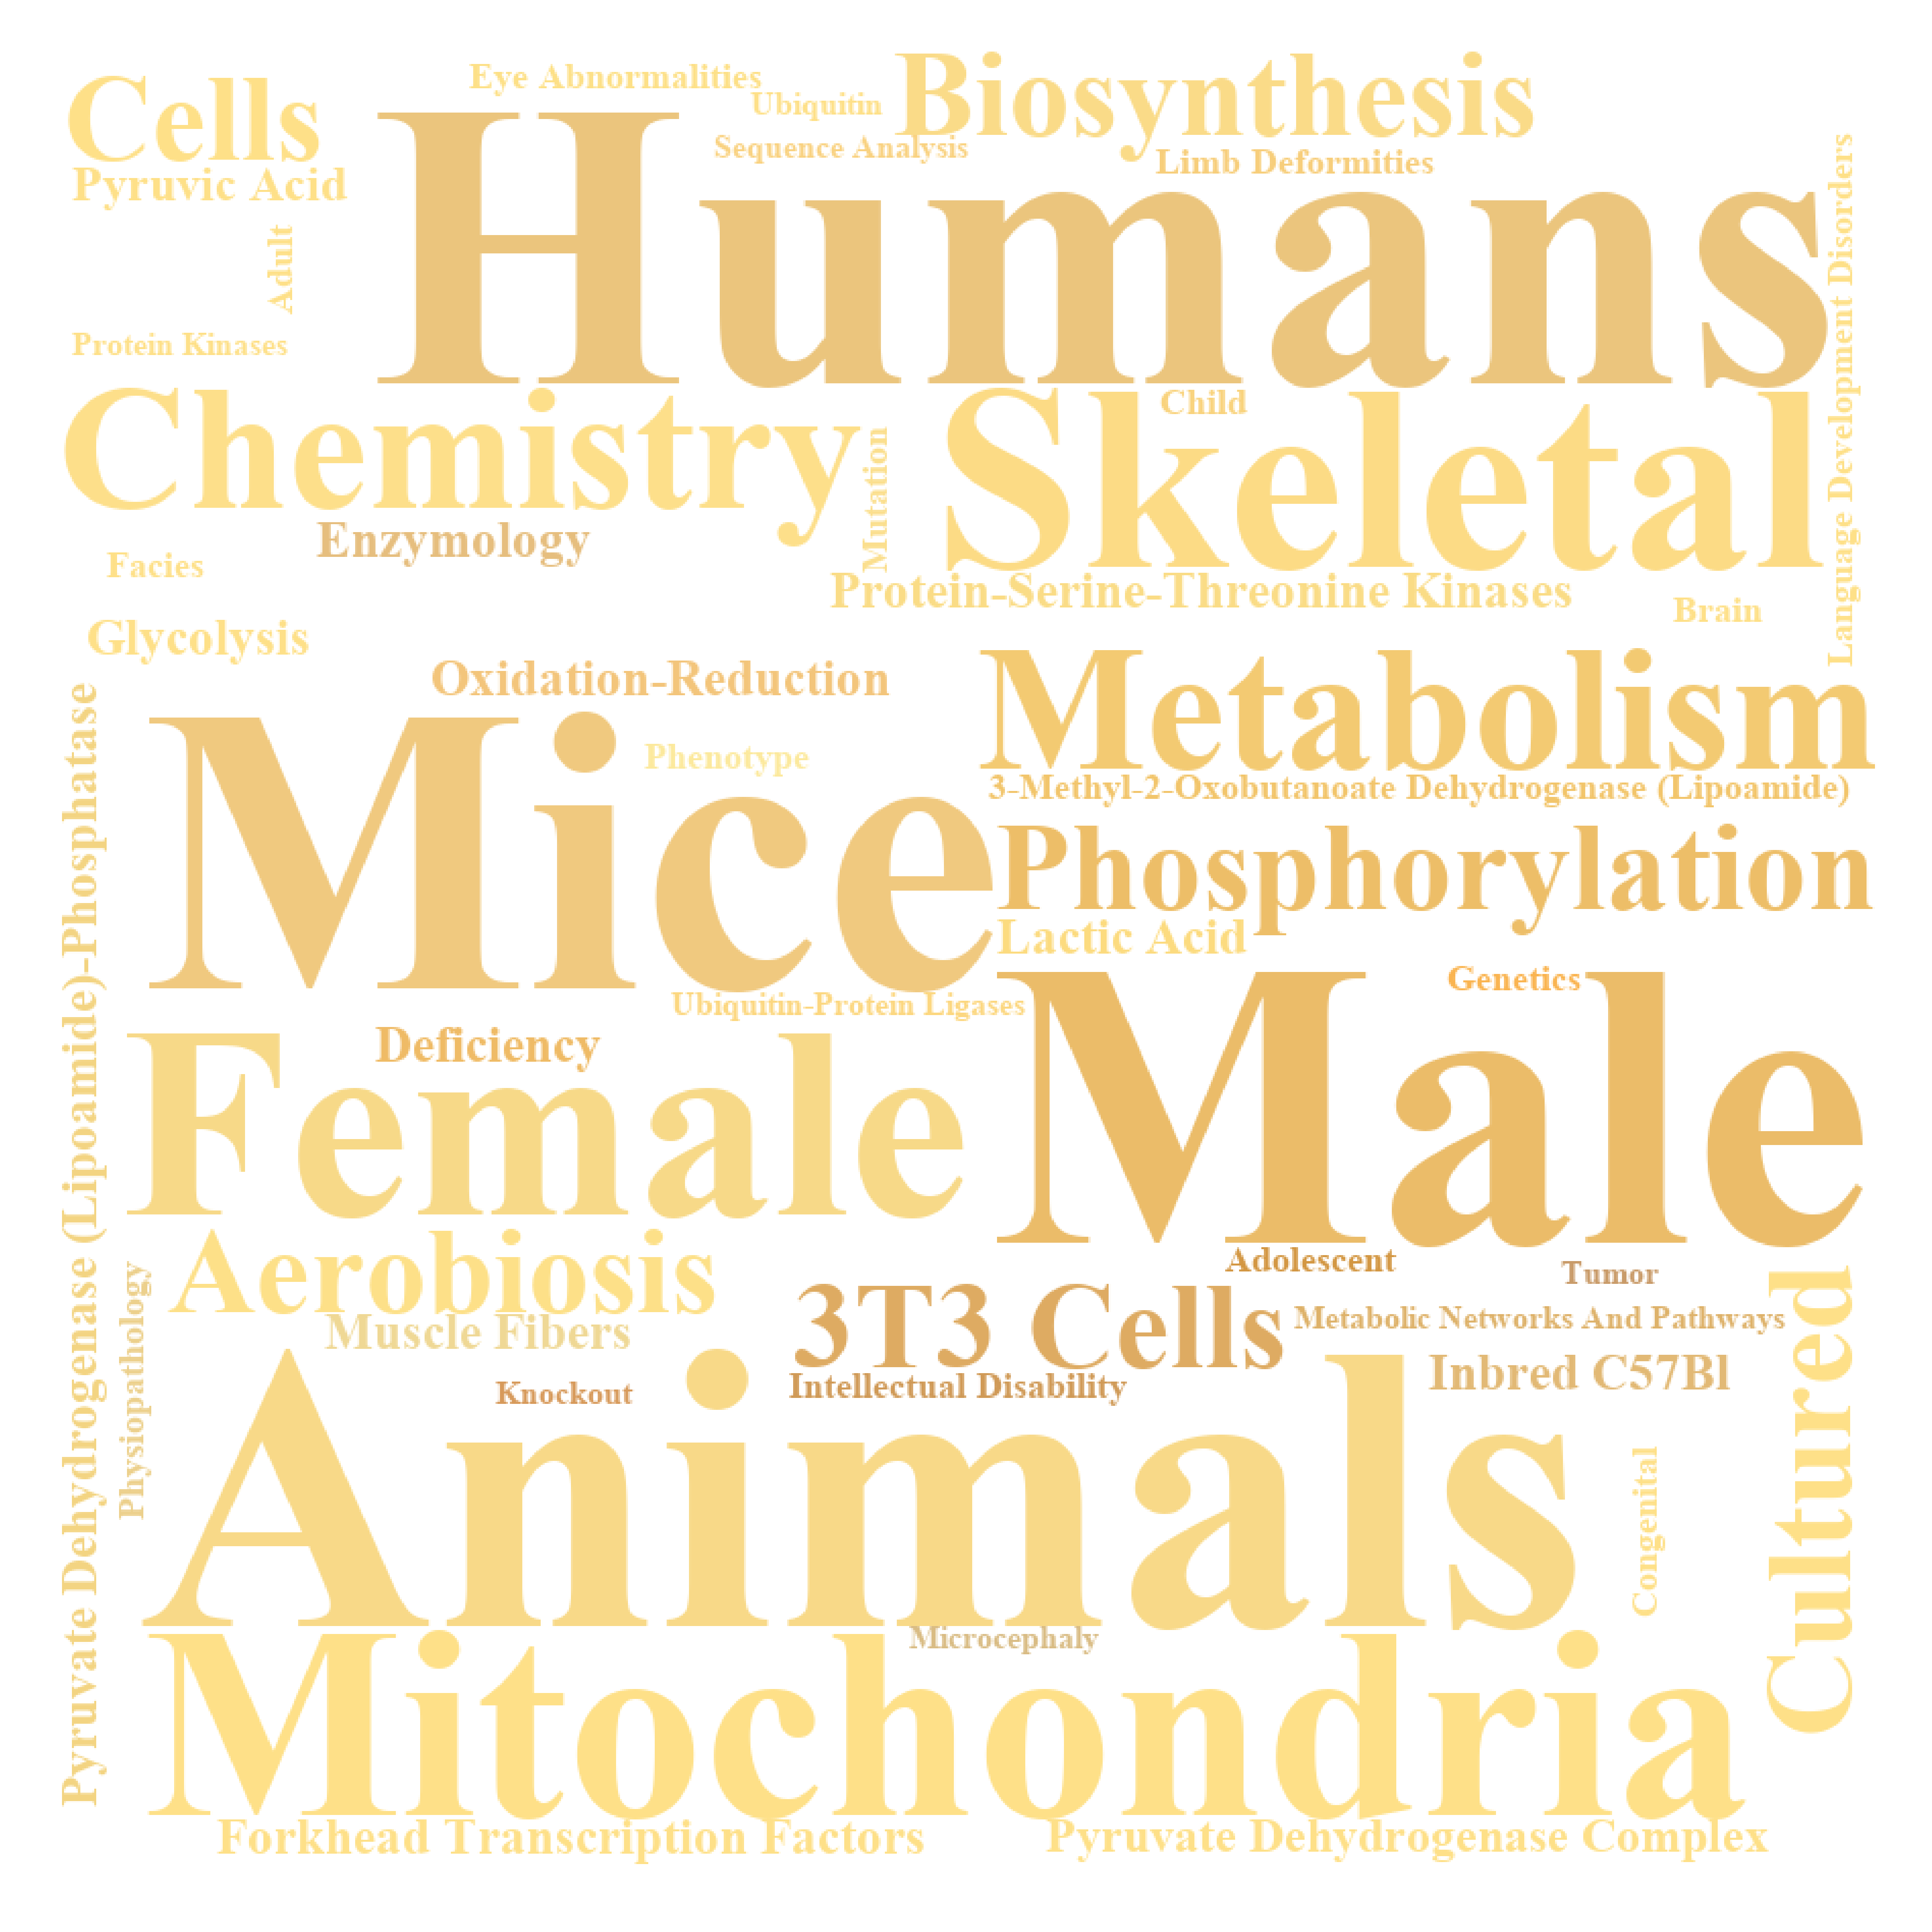 Cells
Eye Abnormalities
Ubiquitin
Biosynthesis
Sequence Analysis
Limb Deformities
Pyruvic Acid
Humans
Language Development Disorders
Adult
Protein Kinases
Chemistry
Child
Skeletal
Mutation
Enzymology
Facies
Protein-Serine-Threonine Kinases
Brain
Glycolysis
Oxidation-Reduction
Metabolism
Pyruvate Dehydrogenase (Lipoamide)-Phosphatase
Mice
Phenotype
3-Methyl-2-Oxobutanoate Dehydrogenase (Lipoamide)
Phosphorylation
Lactic Acid
Genetics
Male
Ubiquitin-Protein Ligases
Deficiency
Female
Aerobiosis
Adolescent
Tumor
Physiopathology
3T3 Cells
Metabolic Networks And Pathways
Cultured
Muscle Fibers
Knockout
Intellectual Disability
Inbred C57Bl
Animals
Congenital
Microcephaly
Mitochondria
Forkhead Transcription Factors
Pyruvate Dehydrogenase Complex